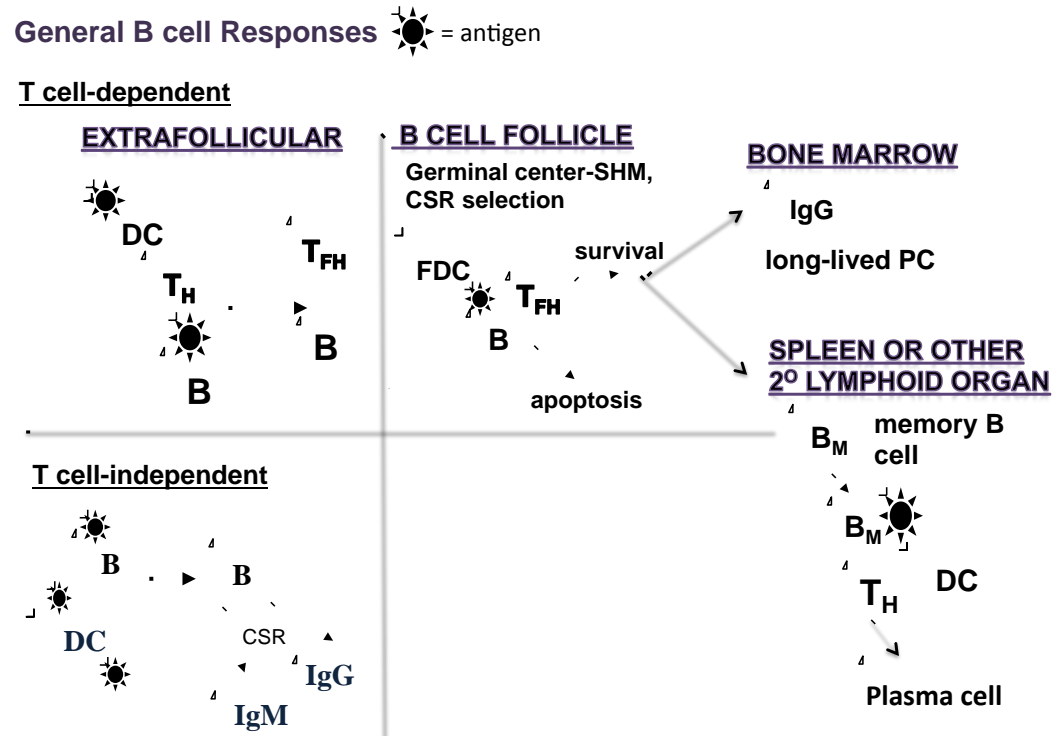 General B cell Responses = antigen
T cell-dependent
EXTRAFOLLICULAR
DC
TH
B
TFH
B
B CELL FOLLICLE
Germinal center-SHM,
CSR selection
FDC
TFH
B
survival
apoptosis
BONE MARROW
IgG
long-lived PC
SPLEEN OR OTHER
2O LYMPHOID ORGAN
BM
memory B
cell
BM
TH
DC
Plasma cell
T cell-independent
B
DC
B
CSR
IgG
IgM